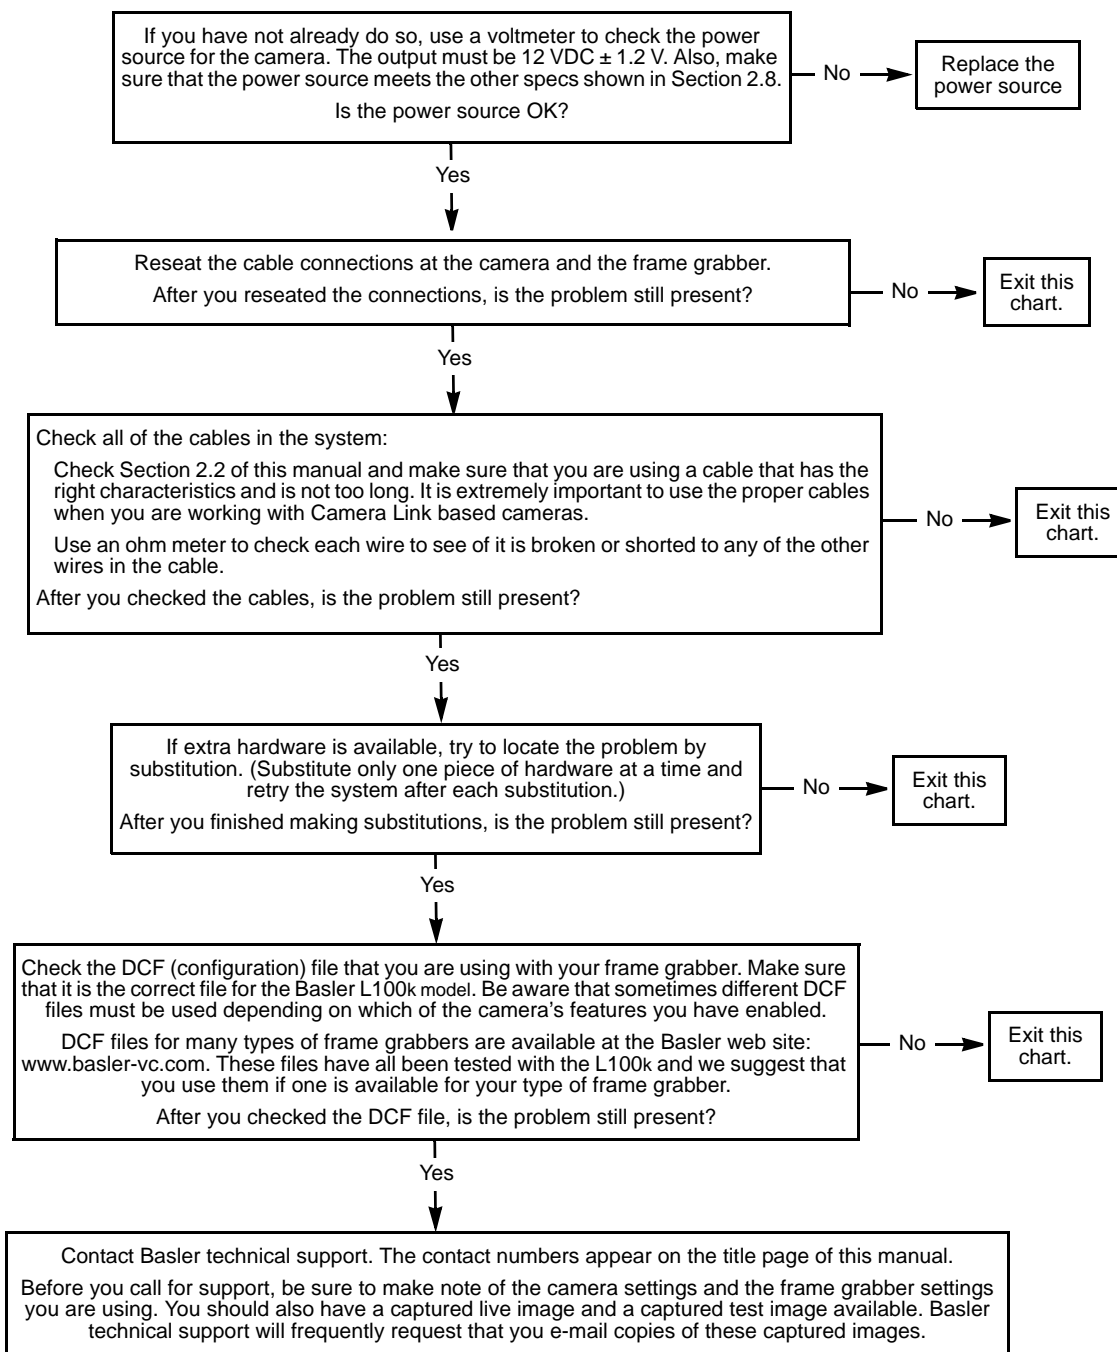 If you have not already do so, use a voltmeter to check the power
source for the camera. The output must be 12 VDC ± 1.2 V. Also, make
sure that the power source meets the other specs shown in Section 2.8.
Is the power source OK?
No
Replace the
power source
Yes
Reseat the cable connections at the camera and the frame grabber.
After you reseated the connections, is the problem still present?
No
Exit this
chart.
Yes
Check all of the cables in the system:
Check Section 2.2 of this manual and make sure that you are using a cable that has the
right characteristics and is not too long. It is extremely important to use the proper cables
when you are working with Camera Link based cameras.
Use an ohm meter to check each wire to see of it is broken or shorted to any of the other
wires in the cable.
After you checked the cables, is the problem still present?
No
Exit this
chart.
Yes
If extra hardware is available, try to locate the problem by
substitution. (Substitute only one piece of hardware at a time and
retry the system after each substitution.)
After you finished making substitutions, is the problem still present?
No
Exit this
chart.
Yes
Check the DCF (configuration) file that you are using with your frame grabber. Make sure
that it is the correct file for the Basler L100k model. Be aware that sometimes different DCF
files must be used depending on which of the camera's features you have enabled.
DCF files for many types of frame grabbers are available at the Basler web site:
www.basler-vc.com. These files have all been tested with the L100k and we suggest that
you use them if one is available for your type of frame grabber.
After you checked the DCF file, is the problem still present?
No
Exit this
chart.
Yes
Contact Basler technical support. The contact numbers appear on the title page of this manual.
Before you call for support, be sure to make note of the camera settings and the frame grabber settings
you are using. You should also have a captured live image and a captured test image available. Basler
technical support will frequently request that you e-mail copies of these captured images.